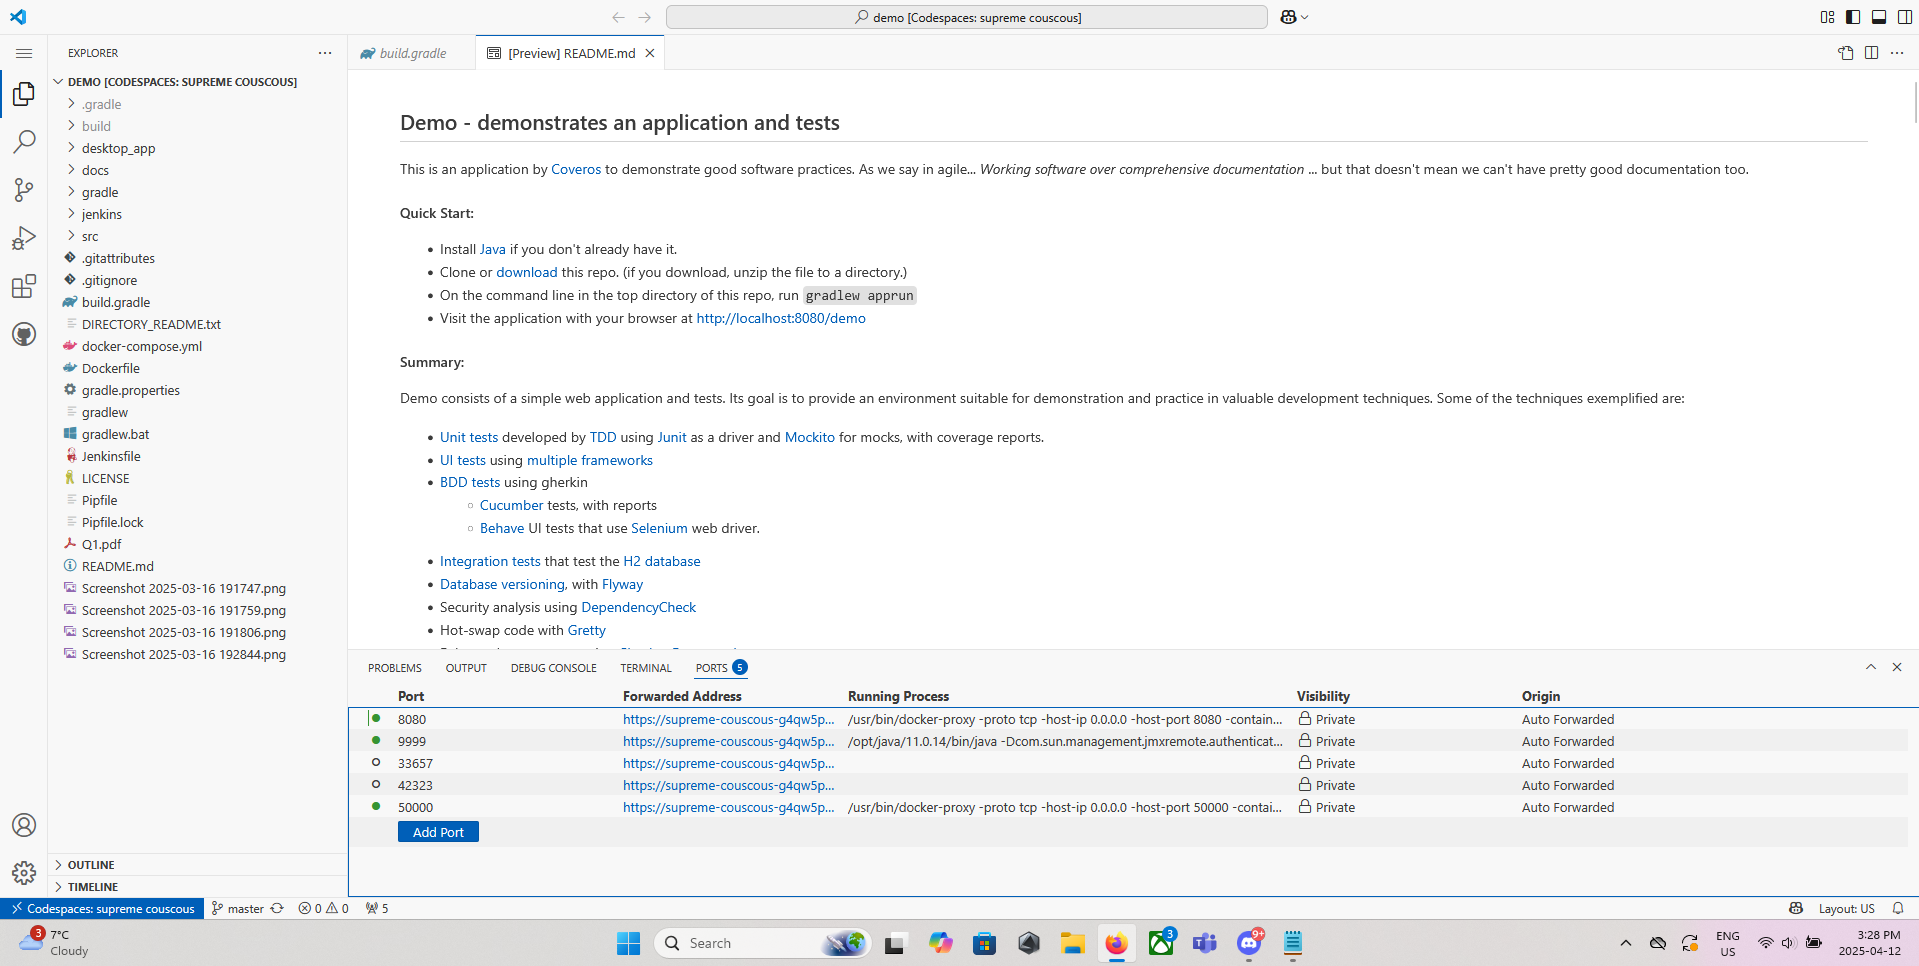 demo [Codespaces: supreme couscous]
EXPLORER
build.gradle
[Preview] README.md
DEMO [CODESPACES: SUPREME COUSCOUS]
.gradle
build
desktop_app
docs
gradle
jenkins
src
.gitattributes
.gitignore
build.gradle
DIRECTORY_README.txt
docker-compose.yml
Dockerfile
gradle.properties
gradlew
gradlew.bat
Jenkinsfile
LICENSE
Pipfile
Pipfile.lock
Q1.pdf
README.md
Screenshot 2025-03-16 191747.png
Screenshot 2025-03-16 191759.png
Screenshot 2025-03-16 191806.png
Screenshot 2025-03-16 192844.png
OUTLINE
TIMELINE
Demo - demonstrates an application and tests
This is an application by Coveros to demonstrate good software practices. As we say in agile... Working software over comprehensive documentation ... but that doesn't mean we can't have pretty good documentation too.
Quick Start:
• Install Java if you don't already have it.
• Clone or download this repo. (if you download, unzip the file to a directory.)
• On the command line in the top directory of this repo, run gradlew apprun
• Visit the application with your browser at http://localhost:8080/demo
Summary:
Demo consists of a simple web application and tests. Its goal is to provide an environment suitable for demonstration and practice in valuable development techniques. Some of the techniques exemplified are:
• Unit tests developed by TDD using Junit as a driver and Mockito for mocks, with coverage reports.
• UI tests using multiple frameworks
• BDD tests using gherkin
◦ Cucumber tests, with reports
◦ Behave UI tests that use Selenium web driver.
• Integration tests that test the H2 database
• Database versioning, with Flyway
• Security analysis using DependencyCheck
• Hot-swap code with Gretty
PROBLEMS OUTPUT DEBUG CONSOLE TERMINAL PORTS 5
Port Forwarded Address Running Process Visibility Origin
8080 https://supreme-couscous-g4qw5p... /usr/bin/docker-proxy -proto tcp -host-ip 0.0.0.0 -host-port 8080 -contain... Private Auto Forwarded
9999 https://supreme-couscous-g4qw5p... /opt/java/11.0.14/bin/java -Dcom.sun.management.jmxremote.authenticat... Private Auto Forwarded
33657 https://supreme-couscous-g4qw5p... Private Auto Forwarded
42323 https://supreme-couscous-g4qw5p... Private Auto Forwarded
50000 https://supreme-couscous-g4qw5p... /usr/bin/docker-proxy -proto tcp -host-ip 0.0.0.0 -host-port 50000 -contai... Private Auto Forwarded
Add Port
Codespaces: supreme couscous master 0 0 5 Layout: US
3 7°C
Cloudy
Search
3
9+
ENG
US
3:28 PM
2025-04-12